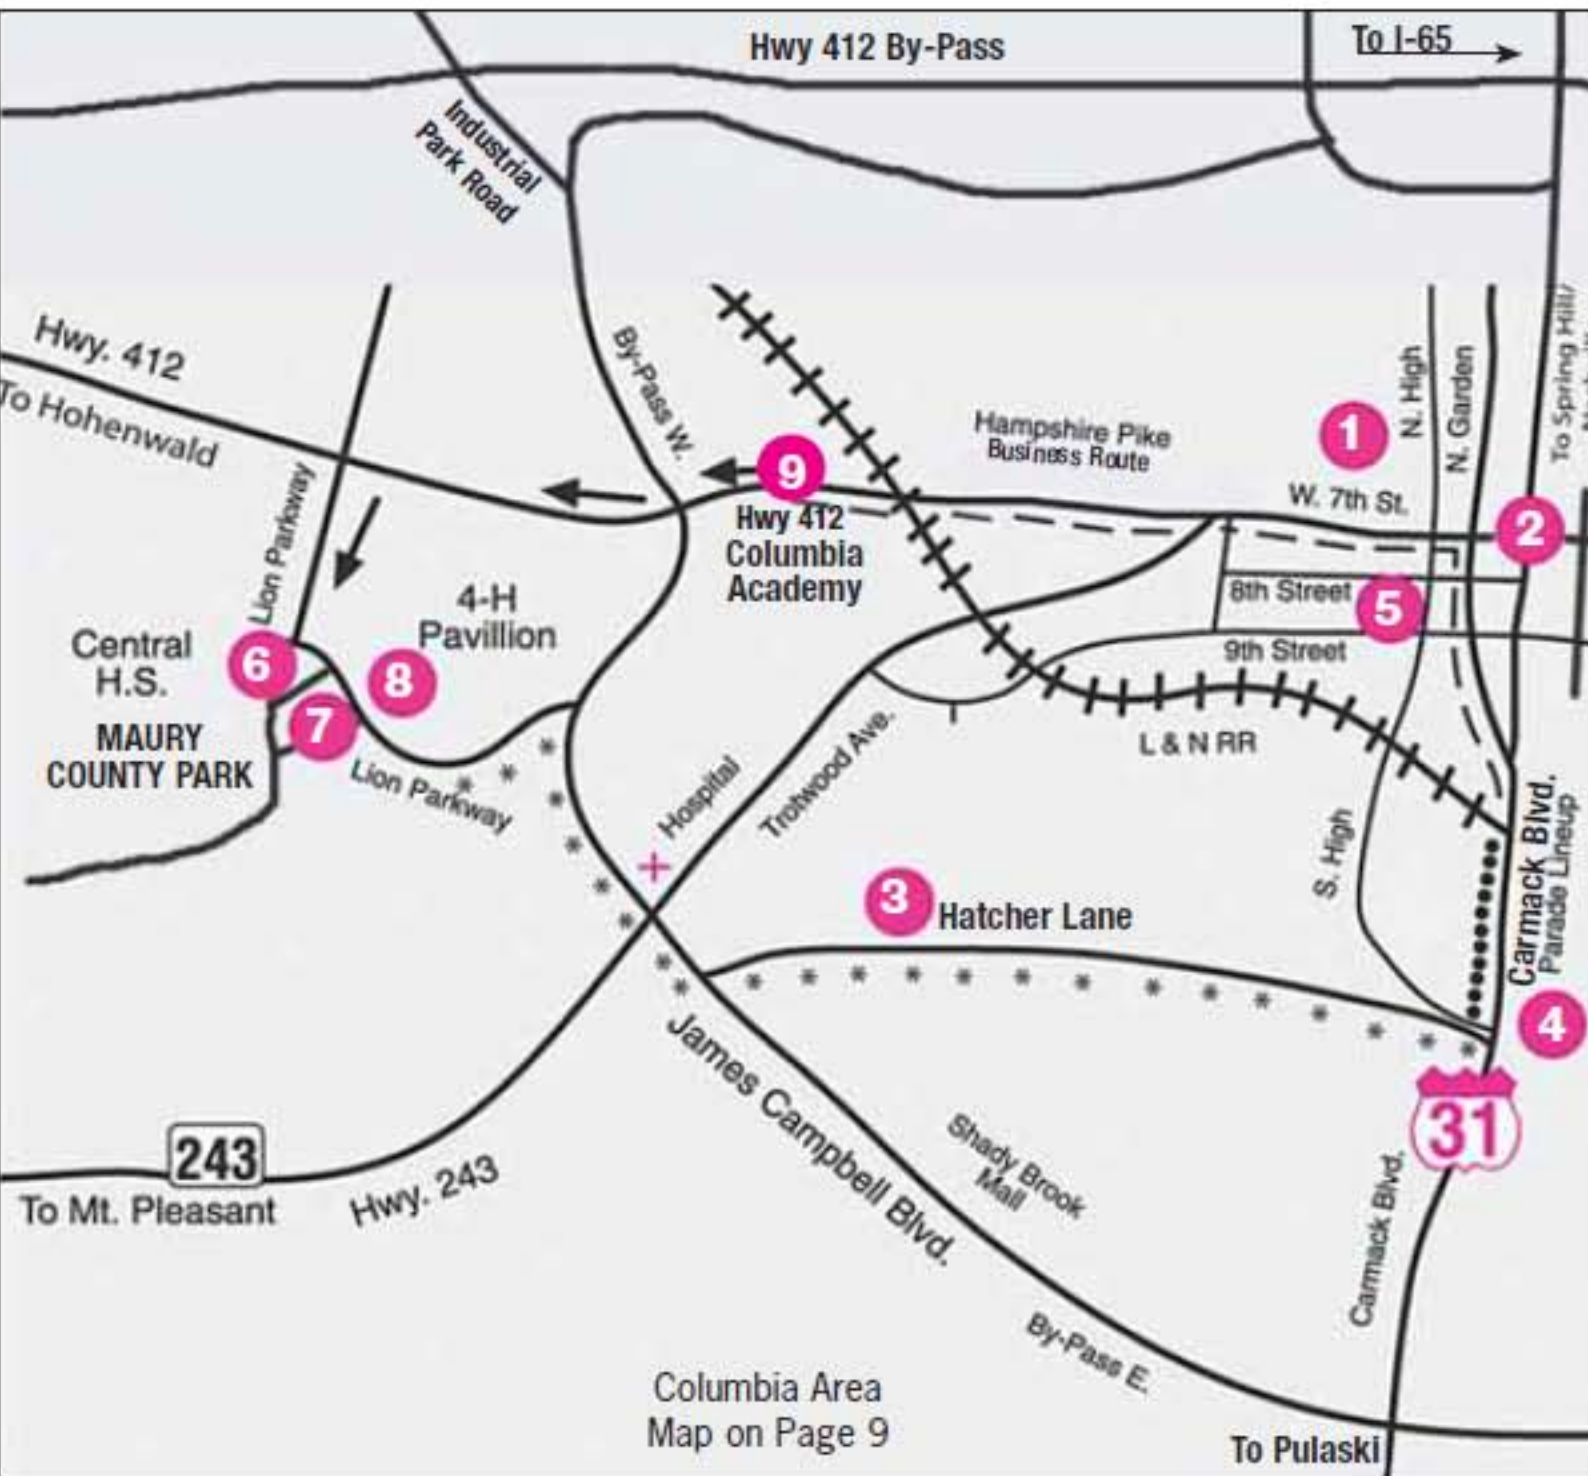 Hwy 412 By-Pass
To I-65
Industrial
Park Road
Hwy. 412
To Hohenwald
By-Pass W.
Hampshire Pike
Business Route
N. High
N. Garden
To Spring Hill/
1
W. 7th St.
2
9
Hwy 412
Columbia
Academy
Lion Parkway
4-H
Pavillion
8th Street
5
9th Street
Central
H.S.
6
8
7
MAURY
COUNTY PARK
Lion Parkway
L & N RR
Hospital
Trotwood Ave.
S. High
Carmack Blvd.
Parade Lineup
3
Hatcher Lane
4
31
James Campbell Blvd.
Shady Brook
Mall
243
To Mt. Pleasant
Hwy. 243
Carmack Blvd.
By-Pass E.
Columbia Area
Map on Page 9
To Pulaski